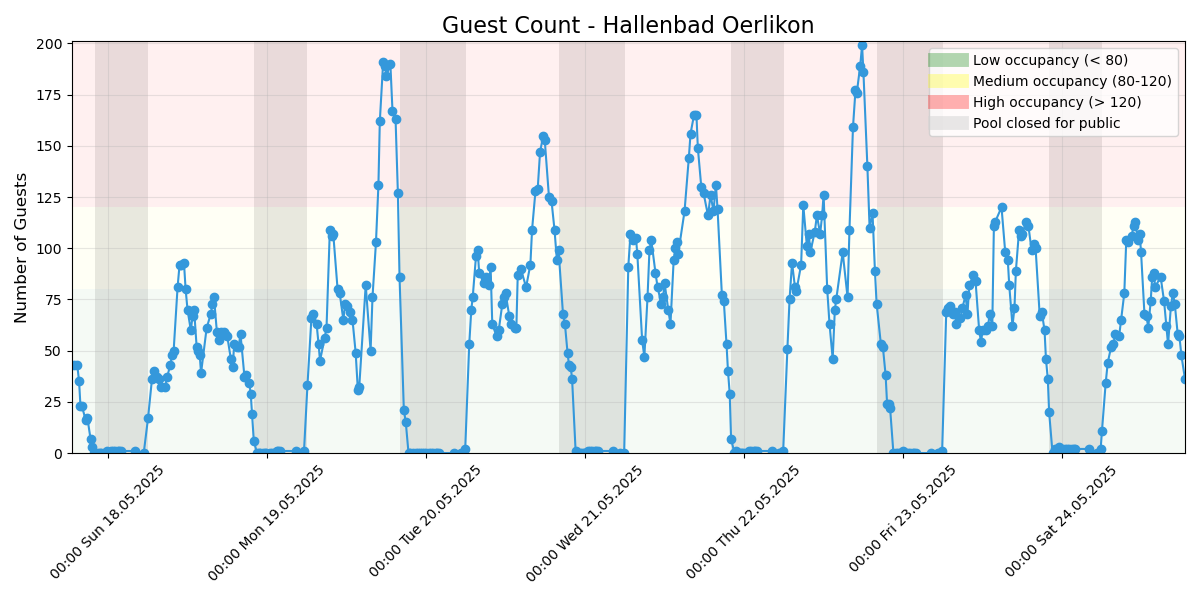 Guest Count - Hallenbad Oerlikon
Number of Guests
200
175
150
125
100
75
50
25
0
Low occupancy (< 80)
Medium occupancy (80-120)
High occupancy (> 120)
Pool closed for public
00:00 Sun 18.05.2025
00:00 Mon 19.05.2025
00:00 Tue 20.05.2025
00:00 Wed 21.05.2025
00:00 Thu 22.05.2025
00:00 Fri 23.05.2025
00:00 Sat 24.05.2025